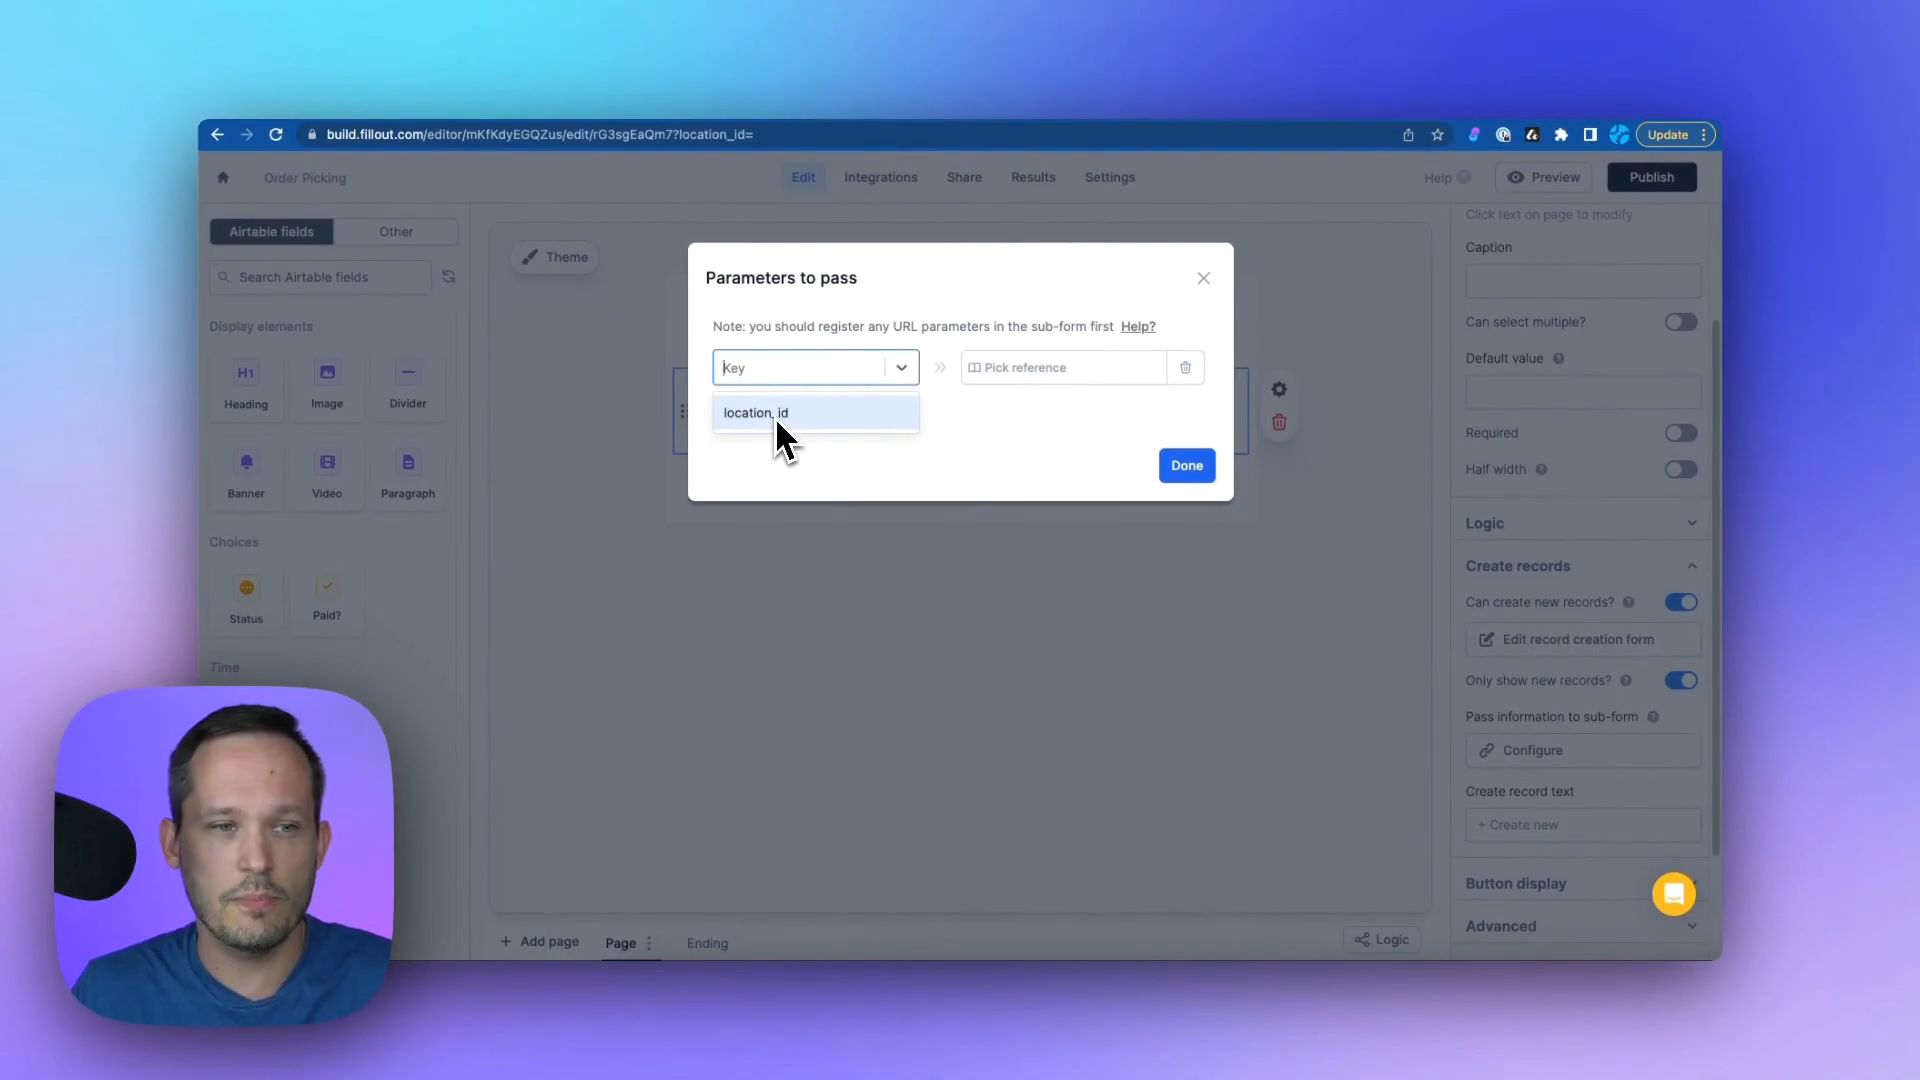 build.fillout.com/editor/mKfKdyEGQZus/edit/rG3sgEaQm7?location_id=
Update
Order Picking
Edit
Integrations
Share
Results
Settings
Help
Preview
Publish
Airtable fields
Other
Search Airtable fields
Display elements
H1
Heading
Image
Divider
Banner
Video
Paragraph
Choices
Status
Paid?
Time
Theme
Parameters to pass
Note: you should register any URL parameters in the sub-form first Help?
Key
Pick reference
location_id
Done
Click text on page to modify
Caption
Can select multiple?
Default value
Required
Half width
Logic
Create records
Can create new records?
Edit record creation form
Only show new records?
Pass information to sub-form
Configure
Create record text
+ Create new
Button display
Advanced
+ Add page
Page
Ending
Logic